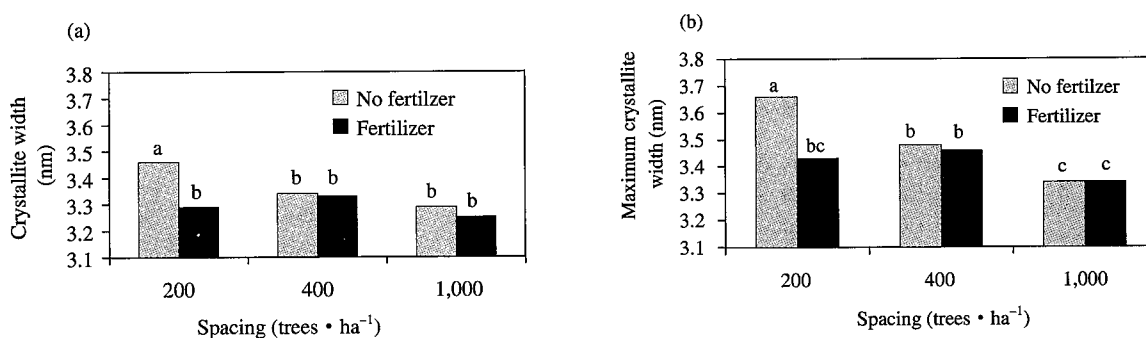 (a)
Crystallite width
(nm)
3.8
3.7
3.6
3.5
3.4
3.3
3.2
3.1
No fertilzer
Fertilizer
a
b
b
b
b
b
200
400
1,000
Spacing (trees • ha⁻¹)
(b)
Maximum crystallite
width (nm)
3.8
3.7
3.6
3.5
3.4
3.3
3.2
3.1
No fertilzer
Fertilizer
a
bc
b
b
c
c
200
400
1,000
Spacing (trees • ha⁻¹)